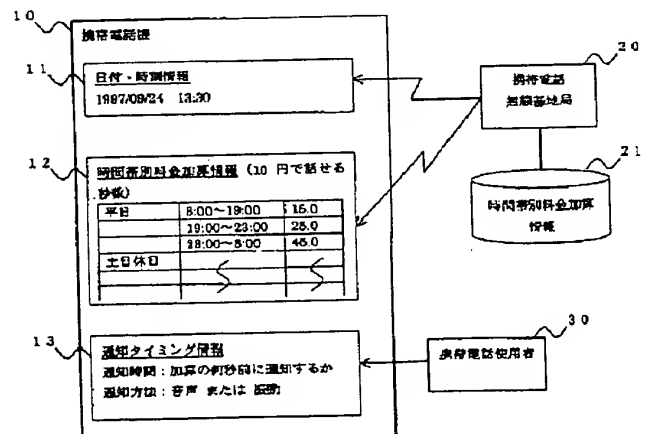 10
携帯電話機
11
日付・時刻情報
1997/09/24 13:30
20
携帯電話
無線基地局
12
時間帯別料金加算情報 (10 円で話せる
秒数)
平日 8:00～19:00 15.0
19:00～23:00 25.0
23:00～8:00 45.0
土日休日
21
時間帯別料金加算
情報
13
通知タイミング情報
通知時間：加算の何秒前に通知するか
通知方法：音声 または 振動
30
携帯電話使用者